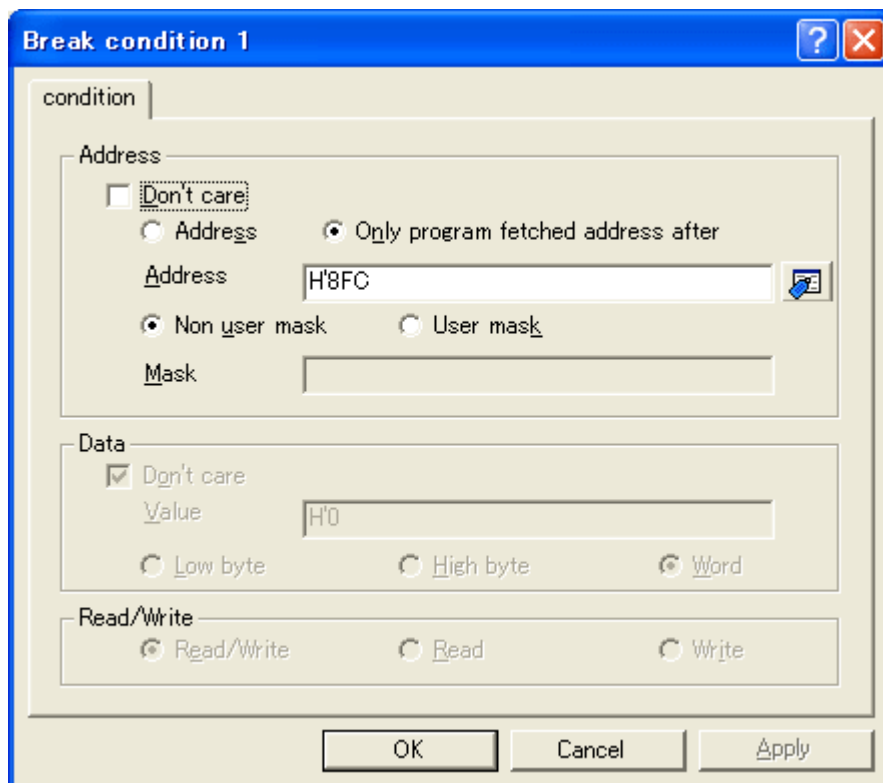 Break condition 1
condition
Address
Don't care
Address Only program fetched address after
Address H'8FC
Non user mask User mask
Mask
Data
Don't care
Value H'0
Low byte High byte Word
Read/Write
Read/Write Read Write
OK Cancel Apply